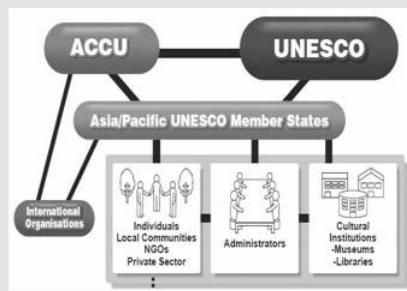 ACCU
UNESCO
Asia/Pacific UNESCO Member States
International
Organisations
Individuals
Local Communities
NGOs
Private Sector
Administrators
Cultural
Institutions
-Museums
-Libraries